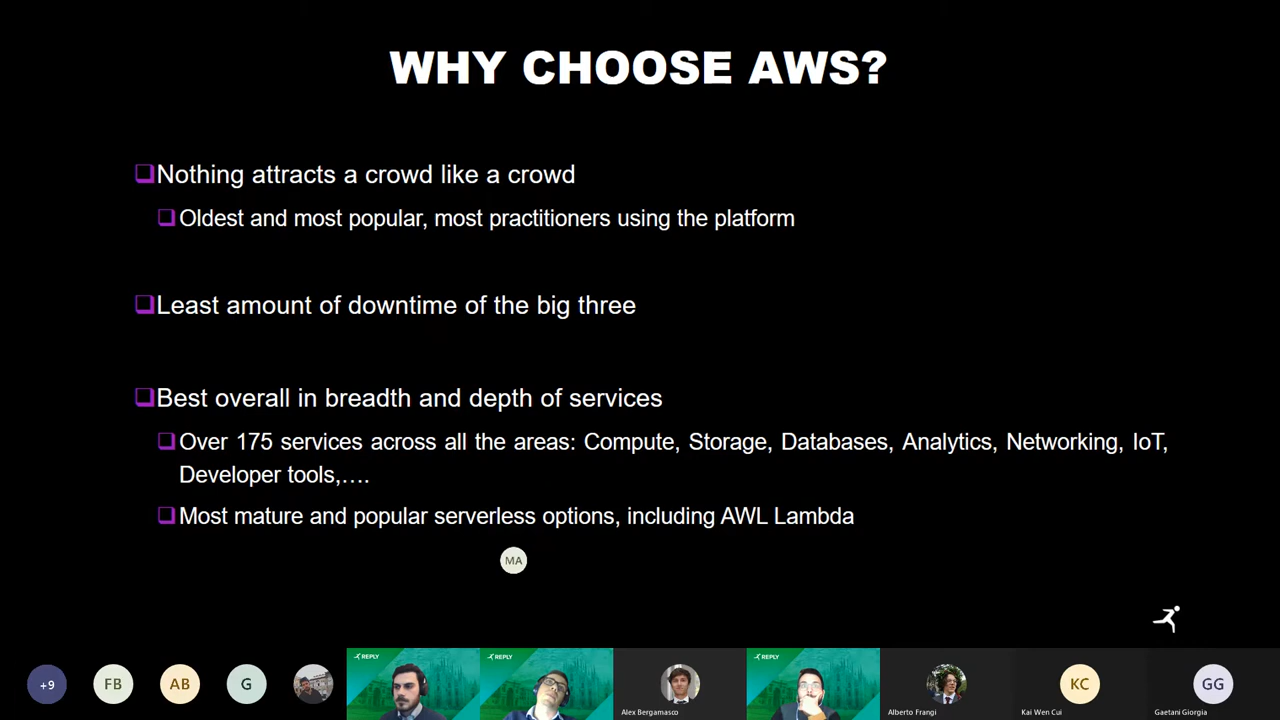 WHY CHOOSE AWS?
Nothing attracts a crowd like a crowd
Oldest and most popular, most practitioners using the platform
Least amount of downtime of the big three
Best overall in breadth and depth of services
Over 175 services across all the areas: Compute, Storage, Databases, Analytics, Networking, IoT,
Developer tools,….
Most mature and popular serverless options, including AWL Lambda
MA
+9
FB
AB
G
REPLY
REPLY
Alex Bergamasco
REPLY
Alberto Frangi
KC
Kai Wen Cui
GG
Gaetani Giorgia